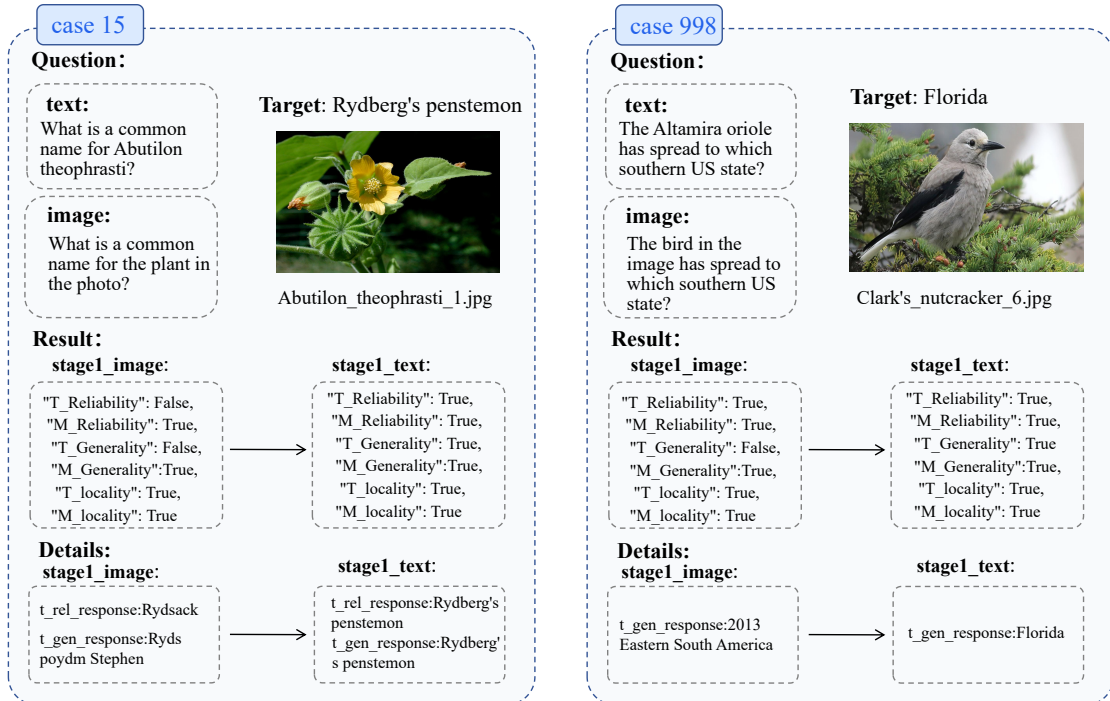 case 15
Question:
text:
What is a common
name for Abutilon
theophrasti?
Target: Rydberg's penstemon
image:
What is a common
name for the plant in
the photo?
Abutilon_theophrasti_1.jpg
Result:
stage1_image:
"T_Reliability": False,
"M_Reliability": True,
"T_Generality": False,
"M_Generality":True,
"T_locality": True,
"M_locality": True
stage1_text:
"T_Reliability": True,
"M_Reliability": True,
"T_Generality": True,
"M_Generality":True,
"T_locality": True,
"M_locality": True
Details:
stage1_image:
t_rel_response:Rydsack
t_gen_response:Ryds
poydm Stephen
stage1_text:
t_rel_response:Rydberg's
penstemon
t_gen_response:Rydberg'
s penstemon
case 998
Question:
text:
The Altamira oriole
has spread to which
southern US state?
Target: Florida
image:
The bird in the
image has spread to
which southern US
state?
Clark's_nutcracker_6.jpg
Result:
stage1_image:
"T_Reliability": True,
"M_Reliability": True,
"T_Generality": False,
"M_Generality":True,
"T_locality": True,
"M_locality": True
stage1_text:
"T_Reliability": True,
"M_Reliability": True,
"T_Generality": True
"M_Generality":True,
"T_locality": True,
"M_locality": True
Details:
stage1_image:
t_gen_response:2013
Eastern South America
stage1_text:
t_gen_response:Florida